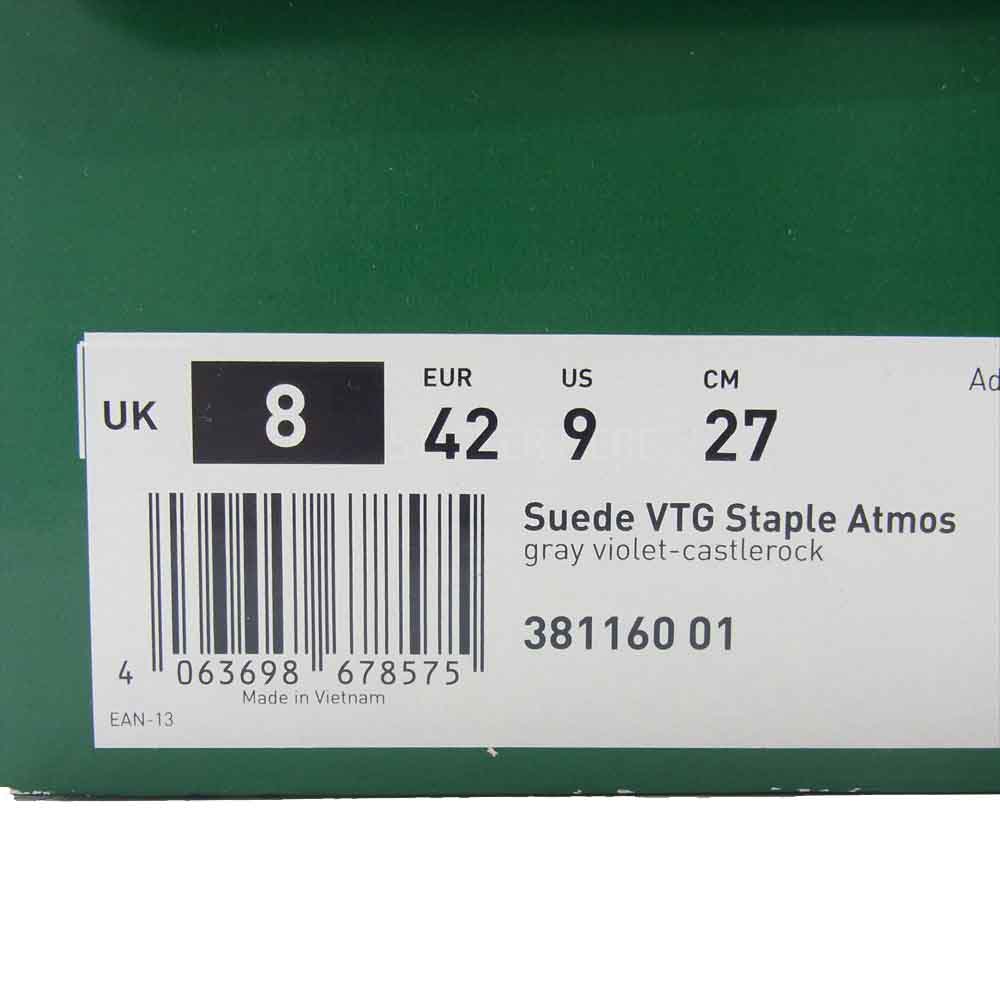 UK 8 EUR 42 US 9 CM 27 Ad
Suede VTG Staple Atmos
gray violet-castlerock
381160 01
4 063698 678575
Made in Vietnam
EAN-13